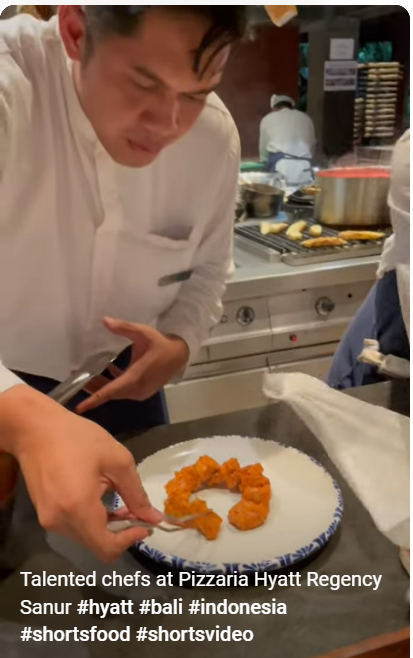 Talented chefs at Pizzaria Hyatt Regency
Sanur #hyatt #bali #indonesia
#shortsfood #shortsvideo